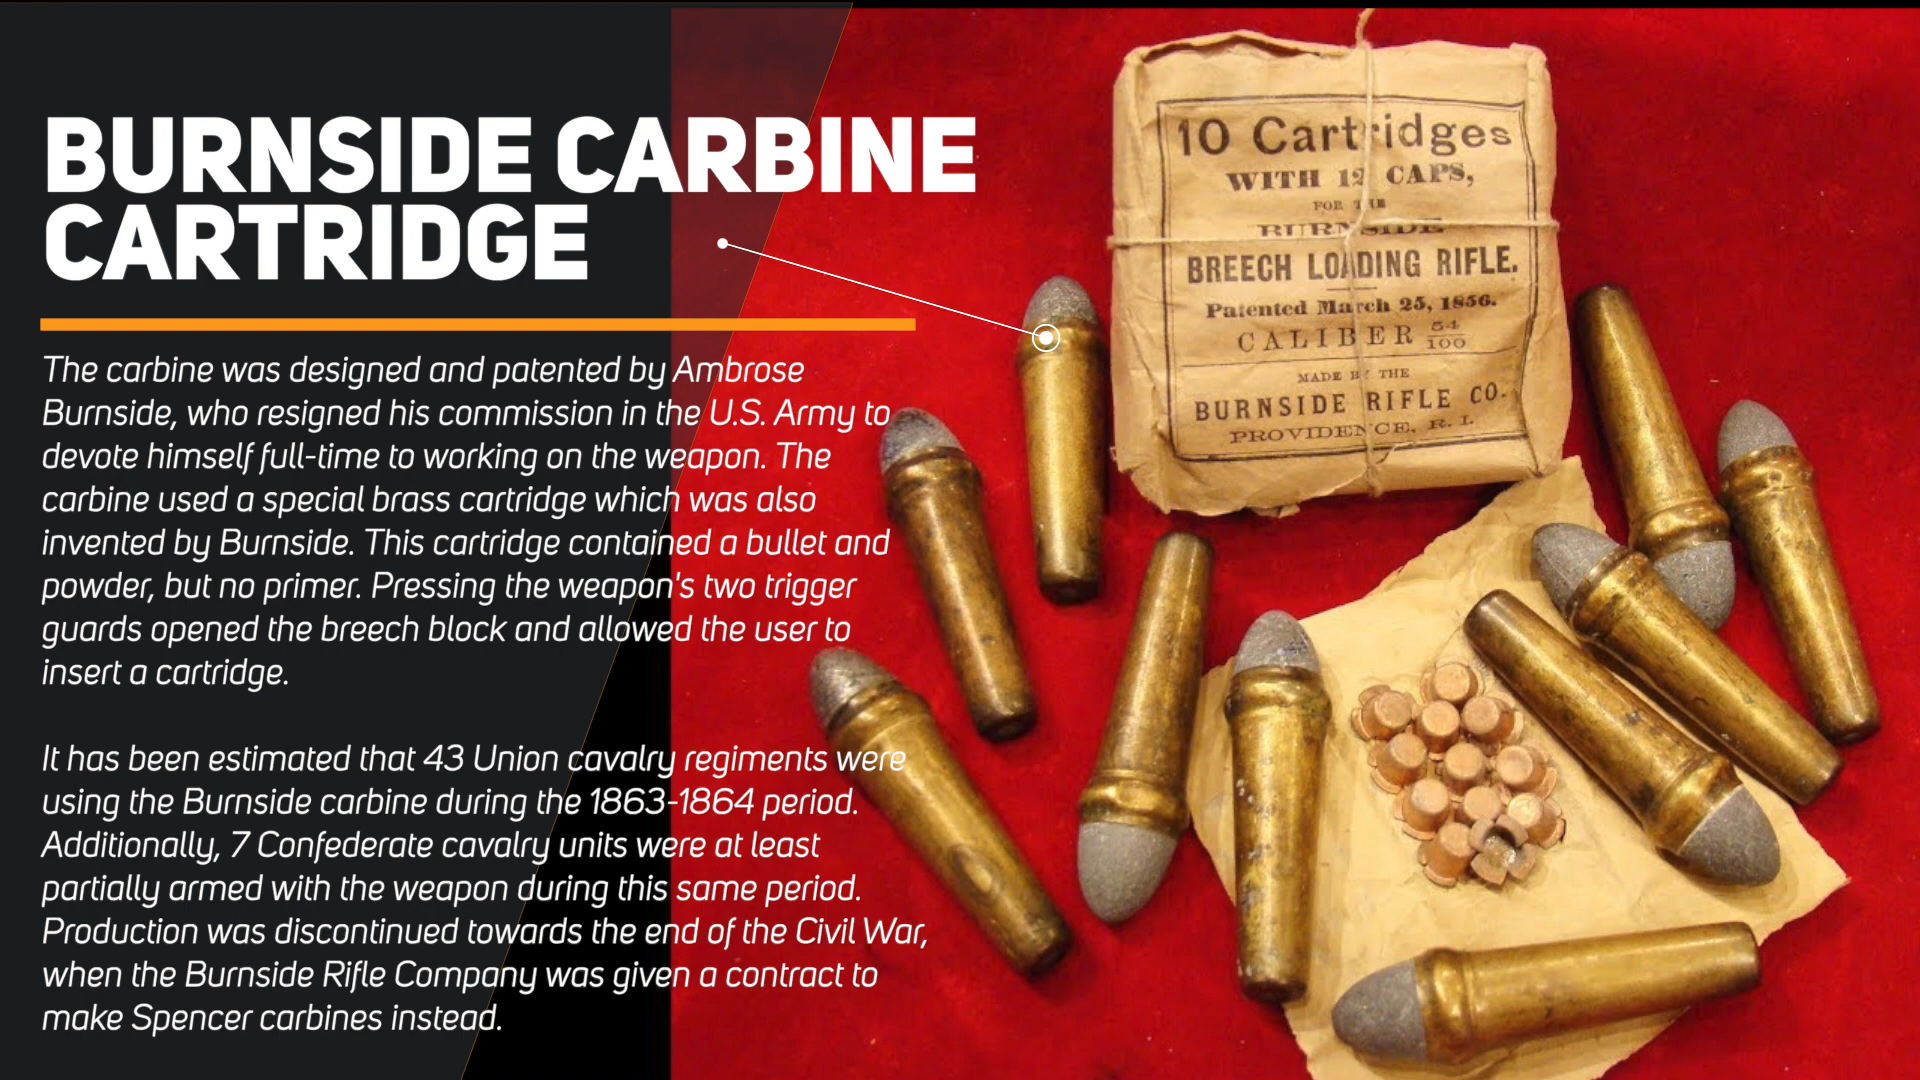 BURNSIDE CARBINE
CARTRIDGE
The carbine was designed and patented by Ambrose
Burnside, who resigned his commission in the U.S. Army to
devote himself full-time to working on the weapon. The
carbine used a special brass cartridge which was also
invented by Burnside. This cartridge contained a bullet and
powder, but no primer. Pressing the weapon's two trigger
guards opened the breech block and allowed the user to
insert a cartridge.
It has been estimated that 43 Union cavalry regiments were
using the Burnside carbine during the 1863-1864 period.
Additionally, 7 Confederate cavalry units were at least
partially armed with the weapon during this same period.
Production was discontinued towards the end of the Civil War,
when the Burnside Rifle Company was given a contract to
make Spencer carbines instead.
10 Cartridges
WITH 12 CAPS,
FOR THE
BURNSIDE
BREECH LOADING RIFLE.
Patented March 25, 1856.
CALIBER 54/100
MADE BY THE
BURNSIDE RIFLE CO.
PROVIDENCE, R. I.